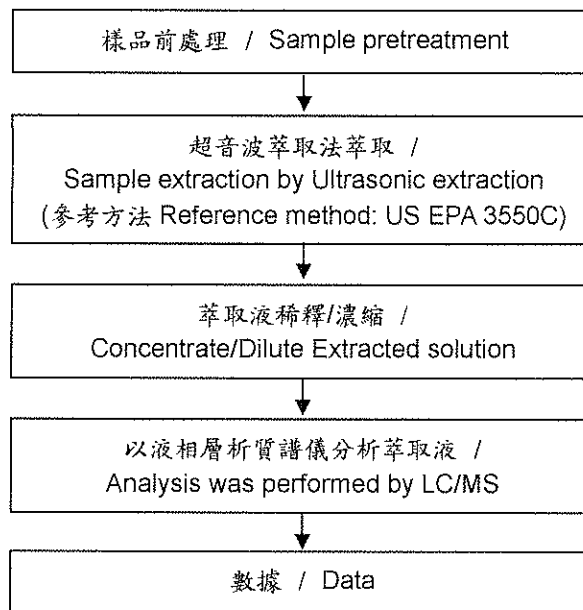 樣品前處理 / Sample pretreatment
超音波萃取法萃取 /
Sample extraction by Ultrasonic extraction
(參考方法 Reference method: US EPA 3550C)
萃取液稀釋/濃縮 /
Concentrate/Dilute Extracted solution
以液相層析質譜儀分析萃取液 /
Analysis was performed by LC/MS
數據 / Data